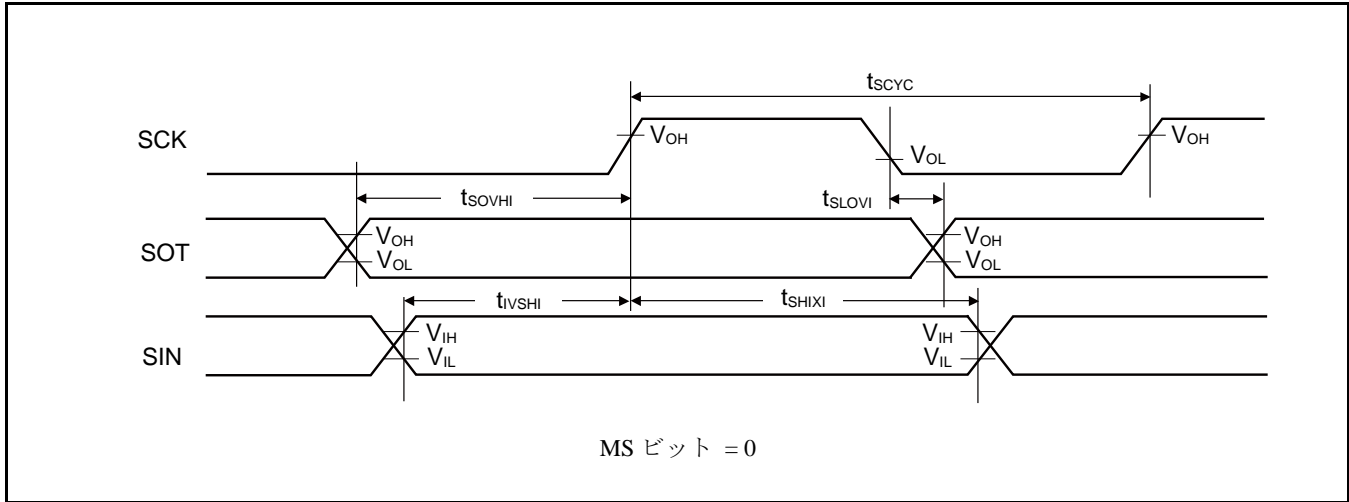 tSCYC
SCK
VOH
VOL
VOH
tSOVHI
tSLOVI
SOT
VOH
VOL
VOH
VOL
tIVSHI
tSHIXI
SIN
VIH
VIL
VIH
VIL
MS ビット = 0